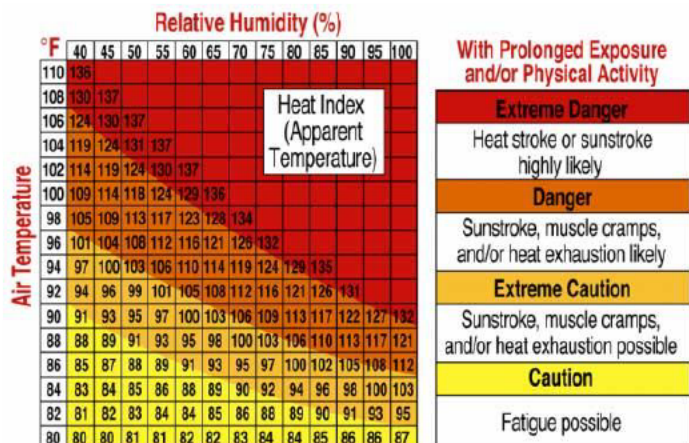 Relative Humidity (%)
°F 40 45 50 55 60 65 70 75 80 85 90 95 100
110 136
108 130 137
106 124 130 137
104 119 124 131 137
102 114 119 124 130 137
100 109 114 118 124 129 136
98 105 109 113 117 123 128 134
96 101 104 108 112 116 121 126 132
94 97 100 103 106 110 114 119 124 129 135
92 94 96 99 101 105 108 112 116 121 126 131
90 91 93 95 97 100 103 106 109 113 117 122 127 132
88 88 89 91 93 95 98 100 103 106 110 113 117 121
86 85 87 88 89 91 93 95 97 100 102 105 108 112
84 83 84 85 86 88 89 90 92 94 96 98 100 103
82 81 82 83 84 84 85 86 88 89 90 91 93 95
80 80 80 81 81 82 82 83 84 84 85 86 86 87
Air Temperature
Heat Index
(Apparent
Temperature)
With Prolonged Exposure
and/or Physical Activity
Extreme Danger
Heat stroke or sunstroke
highly likely
Danger
Sunstroke, muscle cramps,
and/or heat exhaustion likely
Extreme Caution
Sunstroke, muscle cramps,
and/or heat exhaustion possible
Caution
Fatigue possible